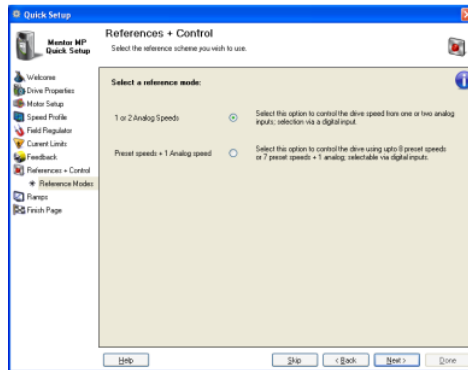 Quick Setup
Mentor MP
Quick Setup
References + Control
Select the reference scheme you wish to use.
Welcome
Drive Properties
Motor Setup
Speed Profile
Field Regulator
Current Limits
Feedback
References + Control
Reference Modes
Ramps
Finish Page
Select a reference mode:
1 or 2 Analog Speeds
Select this option to control the drive speed from one or two analog
inputs; selection via a digital input.
Preset speeds + 1 Analog speed
Select this option to control the drive using upto 8 preset speeds
or 7 preset speeds + 1 analog; selectable via digital inputs.
Help
Skip
< Back
Next >
Done